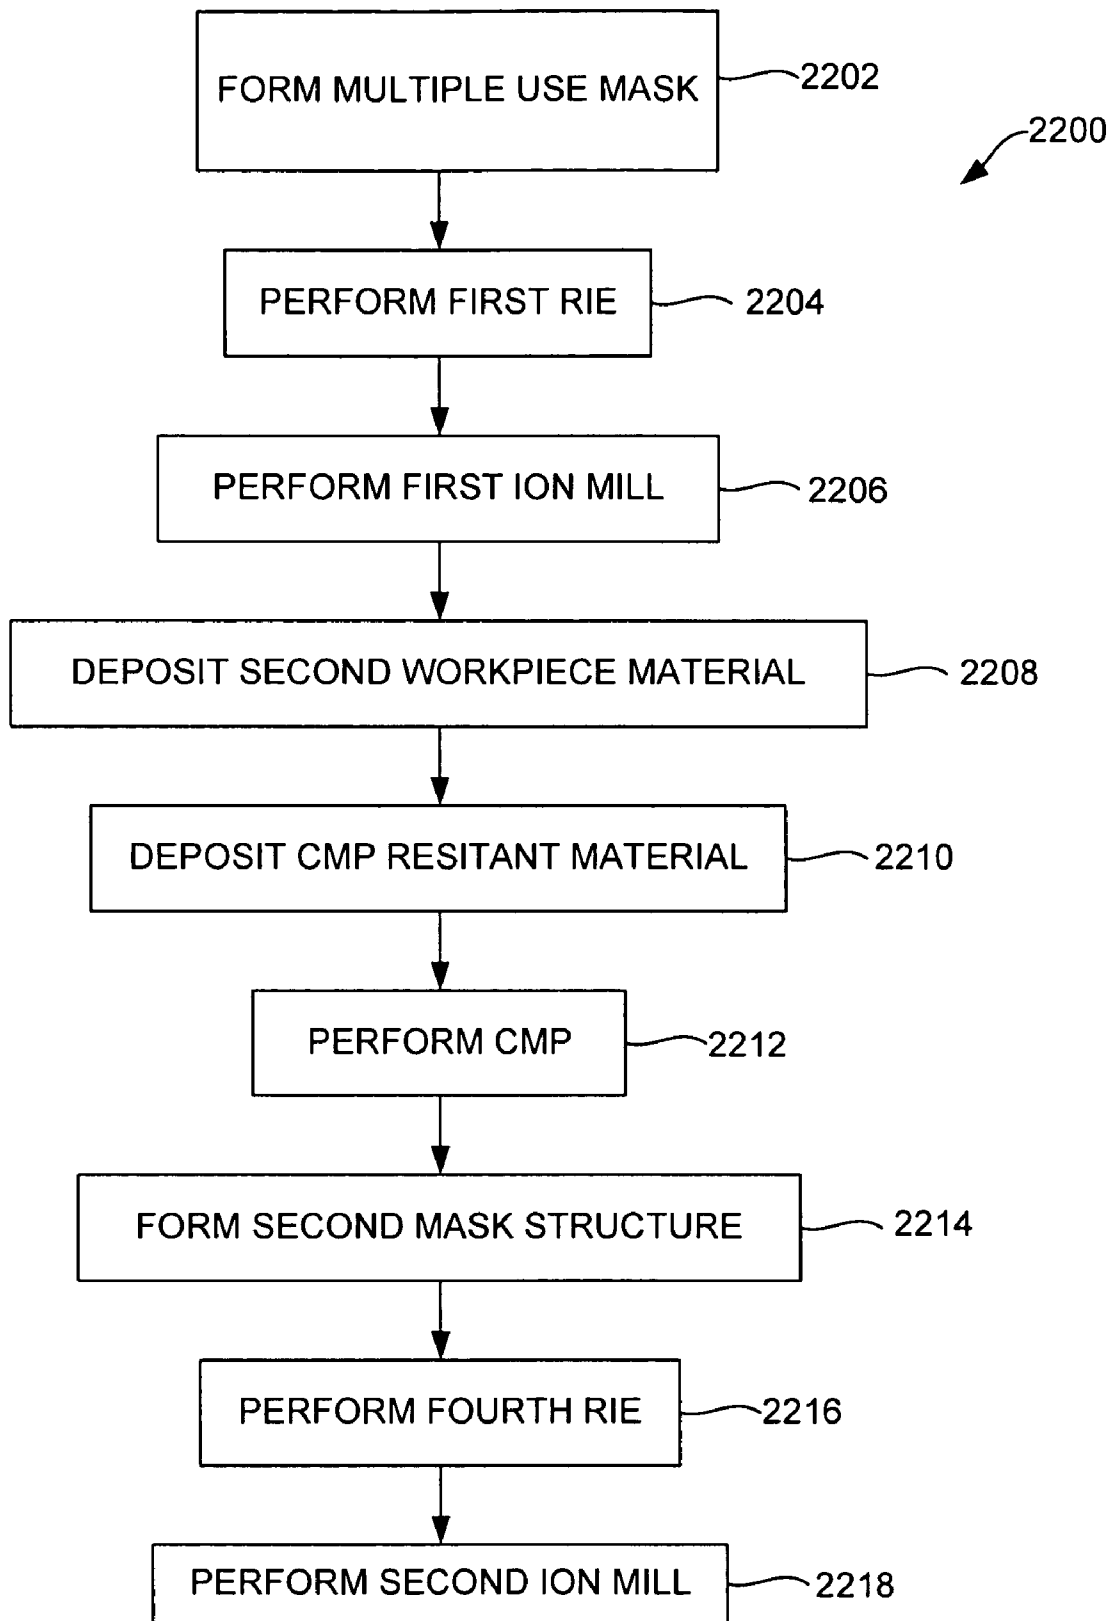 FORM MULTIPLE USE MASK
2202
2200
PERFORM FIRST RIE
2204
PERFORM FIRST ION MILL
2206
DEPOSIT SECOND WORKPIECE MATERIAL
2208
DEPOSIT CMP RESITANT MATERIAL
2210
PERFORM CMP
2212
FORM SECOND MASK STRUCTURE
2214
PERFORM FOURTH RIE
2216
PERFORM SECOND ION MILL
2218